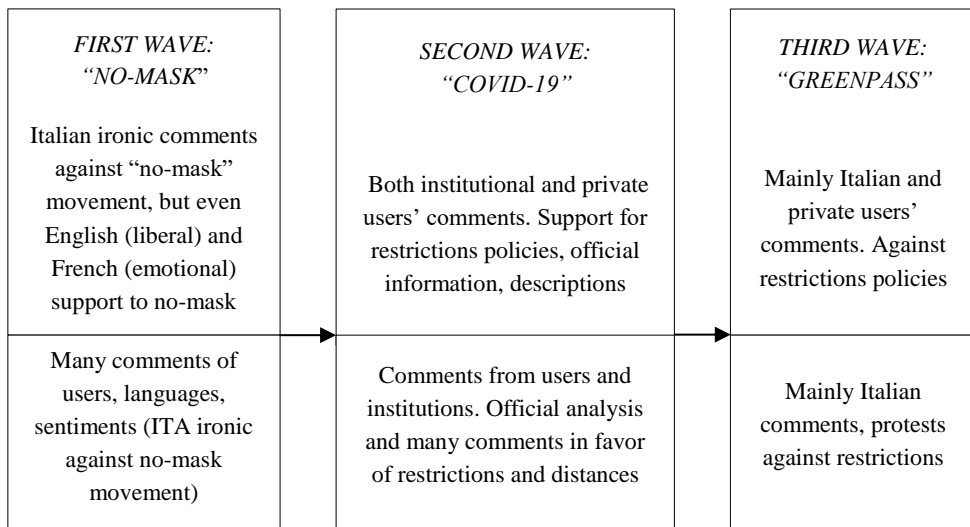 FIRST WAVE:
“NO-MASK”
Italian ironic comments
against “no-mask”
movement, but even
English (liberal) and
French (emotional)
support to no-mask
Many comments of
users, languages,
sentiments (ITA ironic
against no-mask
movement)
SECOND WAVE:
“COVID-19”
Both institutional and private
users’ comments. Support for
restrictions policies, official
information, descriptions
Comments from users and
institutions. Official analysis
and many comments in favor
of restrictions and distances
THIRD WAVE:
“GREENPASS”
Mainly Italian and
private users’
comments. Against
restrictions policies
Mainly Italian
comments, protests
against restrictions